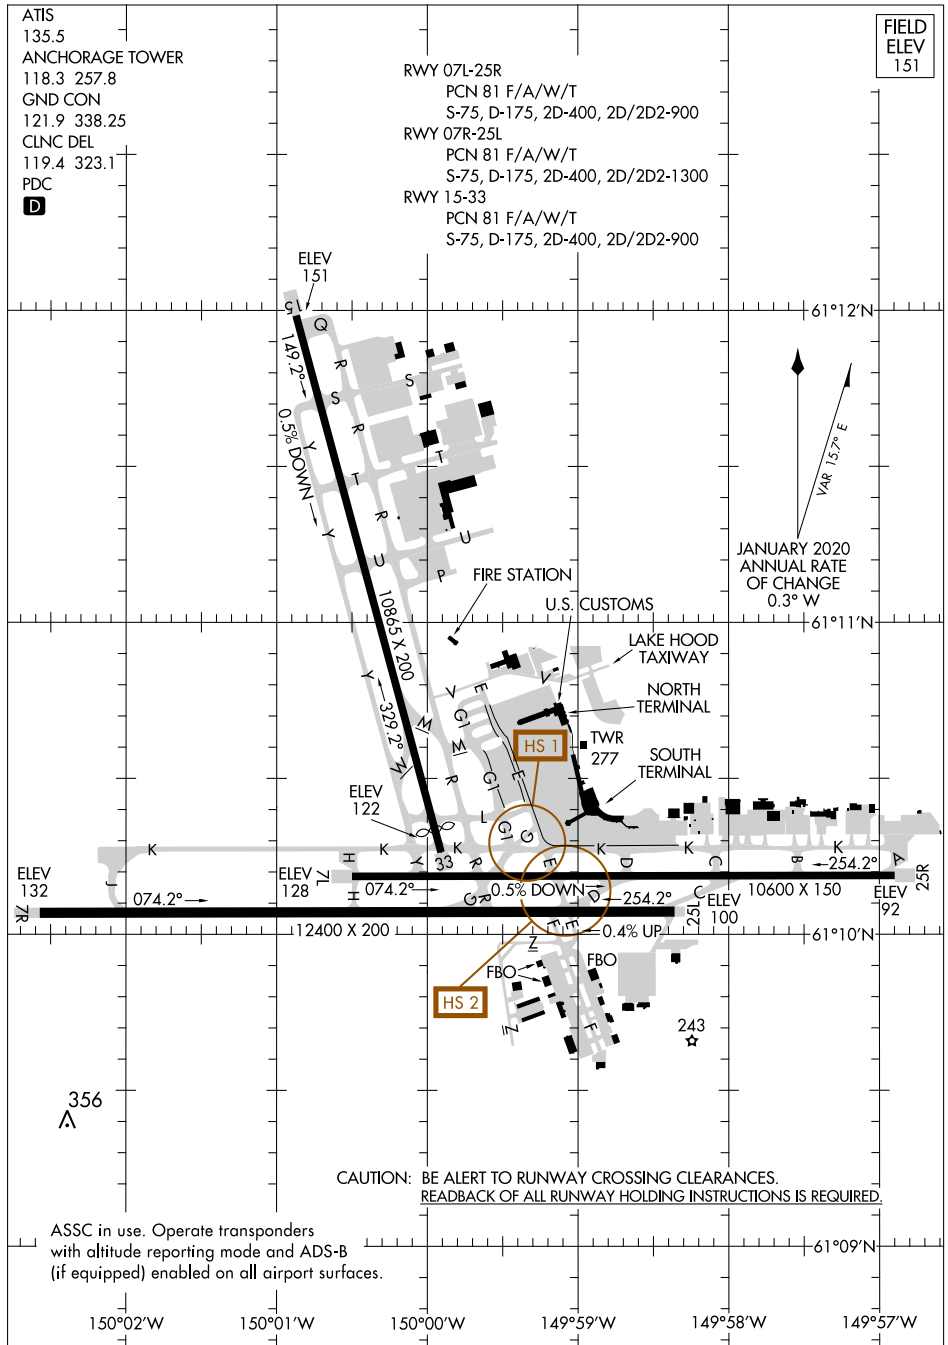 ATIS
135.5
ANCHORAGE TOWER
118.3 257.8
GND CON
121.9 338.25
CLNC DEL
119.4 323.1
PDC
D
RWY 07L-25R
PCN 81 F/A/W/T
S-75, D-175, 2D-400, 2D/2D2-900
RWY 07R-25L
PCN 81 F/A/W/T
S-75, D-175, 2D-400, 2D/2D2-1300
RWY 15-33
PCN 81 F/A/W/T
S-75, D-175, 2D-400, 2D/2D2-900
FIELD
ELEV
151
ELEV
151
15
Q
61°12'N
149.2°
R
S
S
R
0.5% DOWN
Y
T
T
VAR 15.7° E
R
Y
U
U
P
JANUARY 2020
ANNUAL RATE
OF CHANGE
0.3° W
FIRE STATION
U.S. CUSTOMS
10865 X 200
61°11'N
LAKE HOOD
TAXIWAY
Y
V
E
V
NORTH
TERMINAL
329.2°
M
G1
M
HS 1
TWR
277
SOUTH
TERMINAL
W
R
G1
E
ELEV
122
L
G1
G
K
H
K
Y
33
K
R
E
K
D
K
C
B
K
254.2°
A
ELEV
132
J
ELEV
128
7L
H
074.2°
0.5% DOWN
10600 X 150
ELEV
92
25R
7R
074.2°
G
R
D
254.2°
C
25L
ELEV
100
12400 X 200
F
E
0.4% UP
61°10'N
Z
FBO
FBO
HS 2
Z
F
243
356
CAUTION: BE ALERT TO RUNWAY CROSSING CLEARANCES.
READBACK OF ALL RUNWAY HOLDING INSTRUCTIONS IS REQUIRED.
ASSC in use. Operate transponders
with altitude reporting mode and ADS-B
(if equipped) enabled on all airport surfaces.
61°09'N
150°02'W
150°01'W
150°00'W
149°59'W
149°58'W
149°57'W